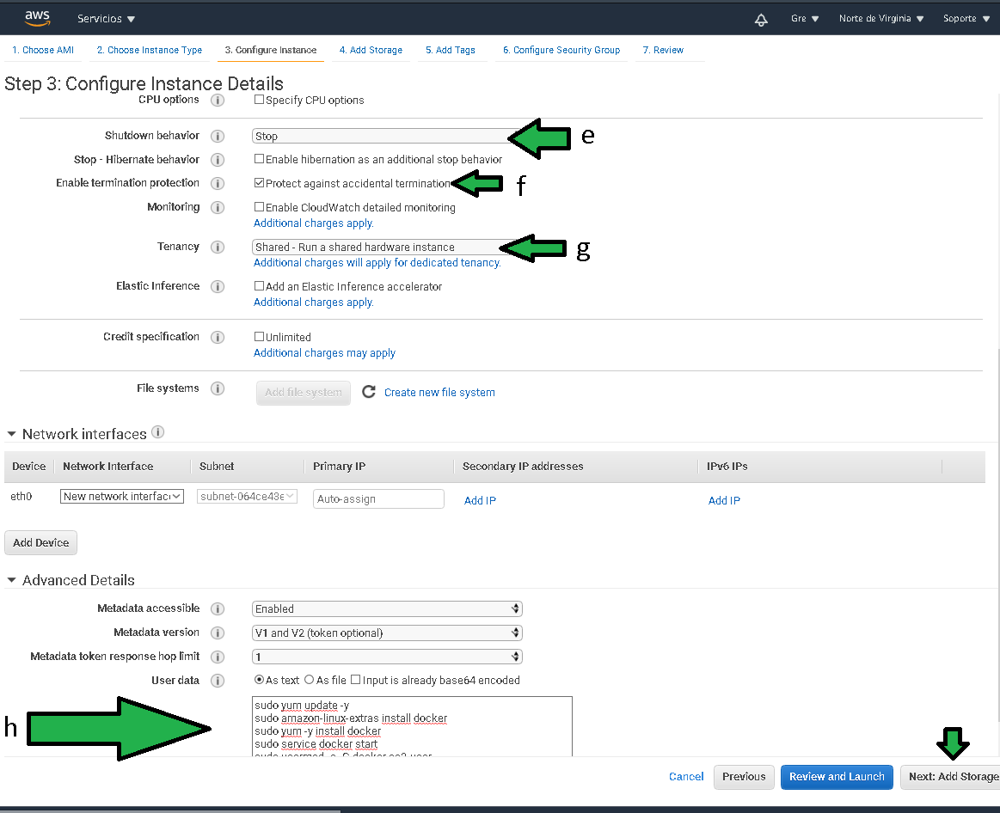 aws Servicios Gre Norte de Virginia Soporte
1. Choose AMI 2. Choose Instance Type 3. Configure Instance 4. Add Storage 5. Add Tags 6. Configure Security Group 7. Review
Step 3: Configure Instance Details
CPU options i Specify CPU options
Shutdown behavior i Stop e
Stop - Hibernate behavior i Enable hibernation as an additional stop behavior
Enable termination protection i Protect against accidental termination f
Monitoring i Enable CloudWatch detailed monitoring
Additional charges apply.
Tenancy i Shared - Run a shared hardware instance g
Additional charges will apply for dedicated tenancy.
Elastic Inference i Add an Elastic Inference accelerator
Additional charges apply.
Credit specification i Unlimited
Additional charges may apply
File systems i Add file system Create new file system
Network interfaces i
Device Network Interface Subnet Primary IP Secondary IP addresses IPv6 IPs
eth0 New network interfac subnet-064ce43e Auto-assign Add IP Add IP
Add Device
Advanced Details
Metadata accessible i Enabled
Metadata version i V1 and V2 (token optional)
Metadata token response hop limit i 1
User data i As text As file Input is already base64 encoded
h
sudo yum update -y
sudo amazon-linux-extras install docker
sudo yum -y install docker
sudo service docker start
sudo usermod -a -G docker ec2-user
Cancel Previous Review and Launch Next: Add Storage